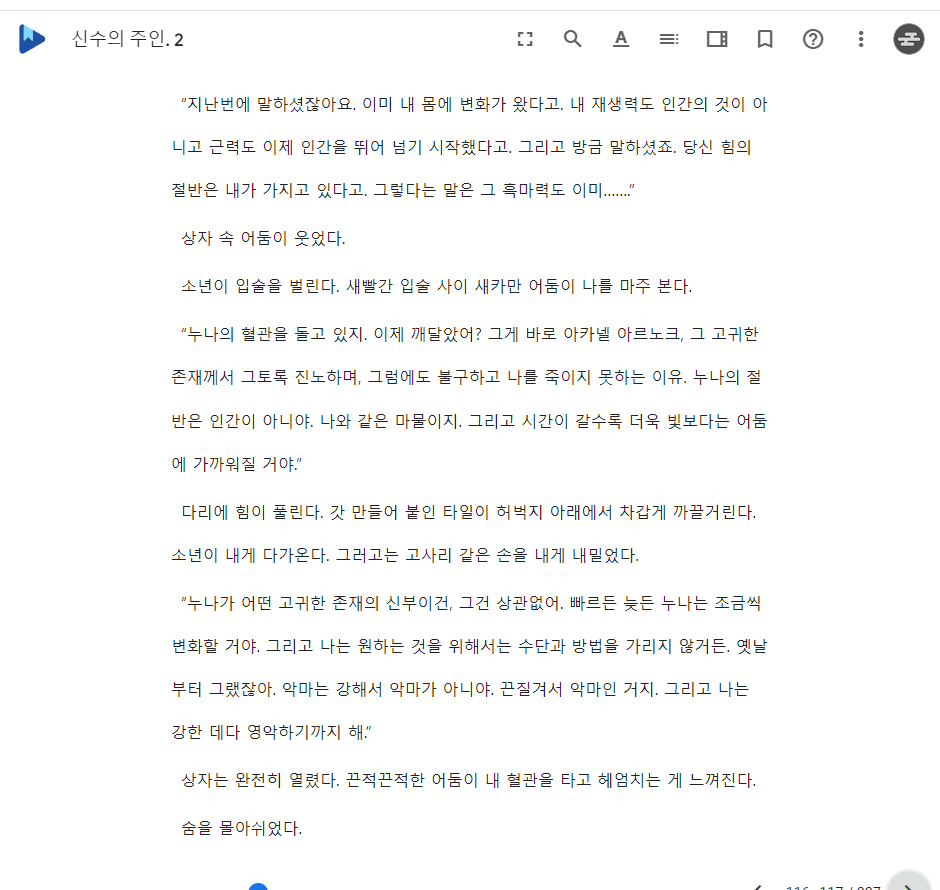 신수의 주인. 2
“지난번에 말하셨잖아요. 이미 내 몸에 변화가 왔다고. 내 재생력도 인간의 것이 아
니고 근력도 이제 인간을 뛰어 넘기 시작했다고. 그리고 방금 말하셨죠. 당신 힘의
절반은 내가 가지고 있다고. 그렇다는 말은 그 흑마력도 이미.......”
상자 속 어둠이 웃었다.
소년이 입술을 벌린다. 새빨간 입술 사이 새카만 어둠이 나를 마주 본다.
“누나의 혈관을 돌고 있지. 이제 깨달았어? 그게 바로 아카넬 아르노크, 그 고귀한
존재께서 그토록 진노하며, 그럼에도 불구하고 나를 죽이지 못하는 이유. 누나의 절
반은 인간이 아니야. 나와 같은 마물이지. 그리고 시간이 갈수록 더욱 빛보다는 어둠
에 가까워질 거야.”
다리에 힘이 풀린다. 갓 만들어 붙인 타일이 허벅지 아래에서 차갑게 까끌거린다.
소년이 내게 다가온다. 그러고는 고사리 같은 손을 내게 내밀었다.
“누나가 어떤 고귀한 존재의 신부이건, 그건 상관없어. 빠르든 늦든 누나는 조금씩
변화할 거야. 그리고 나는 원하는 것을 위해서는 수단과 방법을 가리지 않거든. 옛날
부터 그랬잖아. 악마는 강해서 악마가 아니야. 끈질겨서 악마인 거지. 그리고 나는
강한 데다 영악하기까지 해.”
상자는 완전히 열렸다. 끈적끈적한 어둠이 내 혈관을 타고 헤엄치는 게 느껴진다.
숨을 몰아쉬었다.